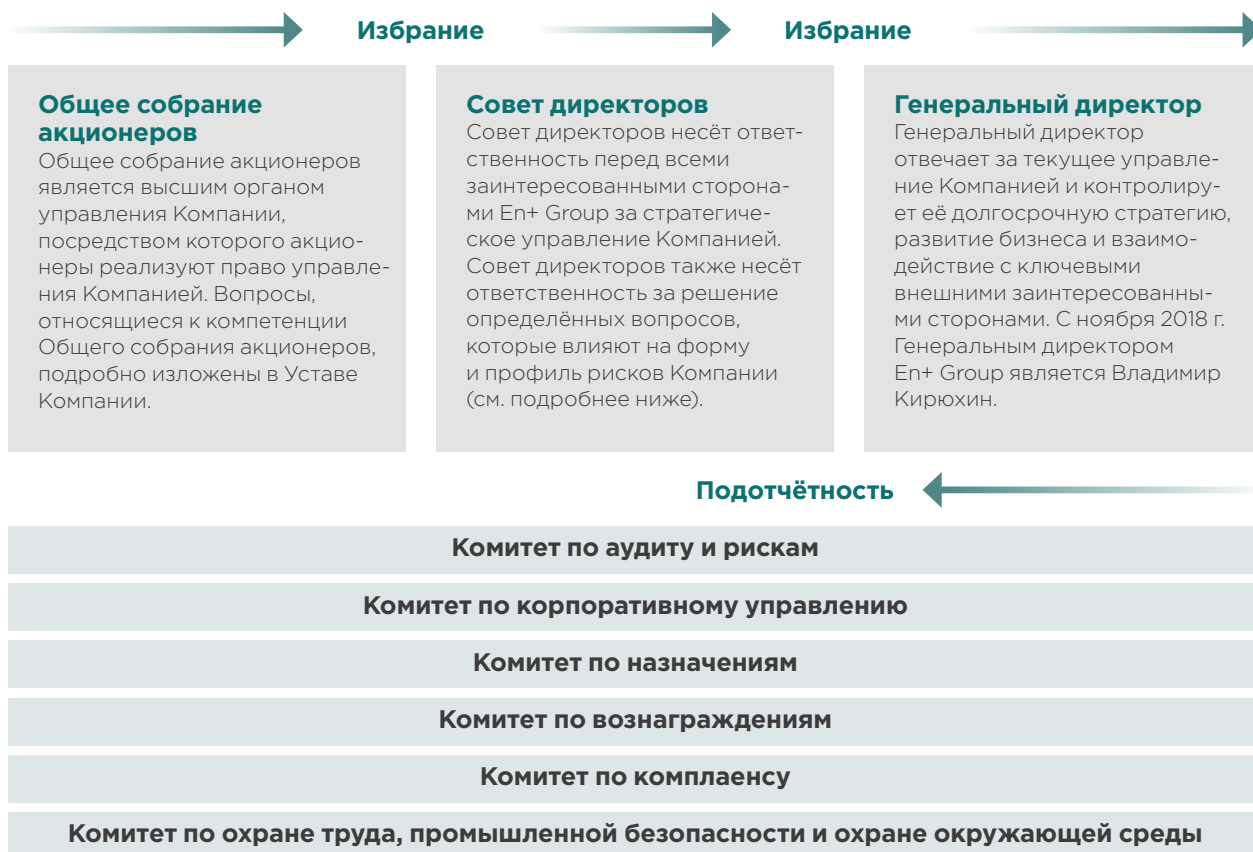 Избрание
Избрание
Общее собрание
акционеров
Общее собрание акционеров
является высшим органом
управления Компании,
посредством которого акцио-
неры реализуют право управле-
ния Компанией. Вопросы,
относящиеся к компетенции
Общего собрания акционеров,
подробно изложены в Уставе
Компании.
Совет директоров
Совет директоров несёт ответ-
ственность перед всеми
заинтересованными сторона-
ми En+ Group за стратегиче-
ское управление Компанией.
Совет директоров также несёт
ответственность за решение
определённых вопросов,
которые влияют на форму
и профиль рисков Компании
(см. подробнее ниже).
Генеральный директор
Генеральный директор
отвечает за текущее управле-
ние Компанией и контролиру-
ет её долгосрочную стратегию,
развитие бизнеса и взаимо-
действие с ключевыми
внешними заинтересованны-
ми сторонами. С ноября 2018 г.
Генеральным директором
En+ Group является Владимир
Кирюхин.
Подотчётность
Комитет по аудиту и рискам
Комитет по корпоративному управлению
Комитет по назначениям
Комитет по вознаграждениям
Комитет по комплаенсу
Комитет по охране труда, промышленной безопасности и охране окружающей среды